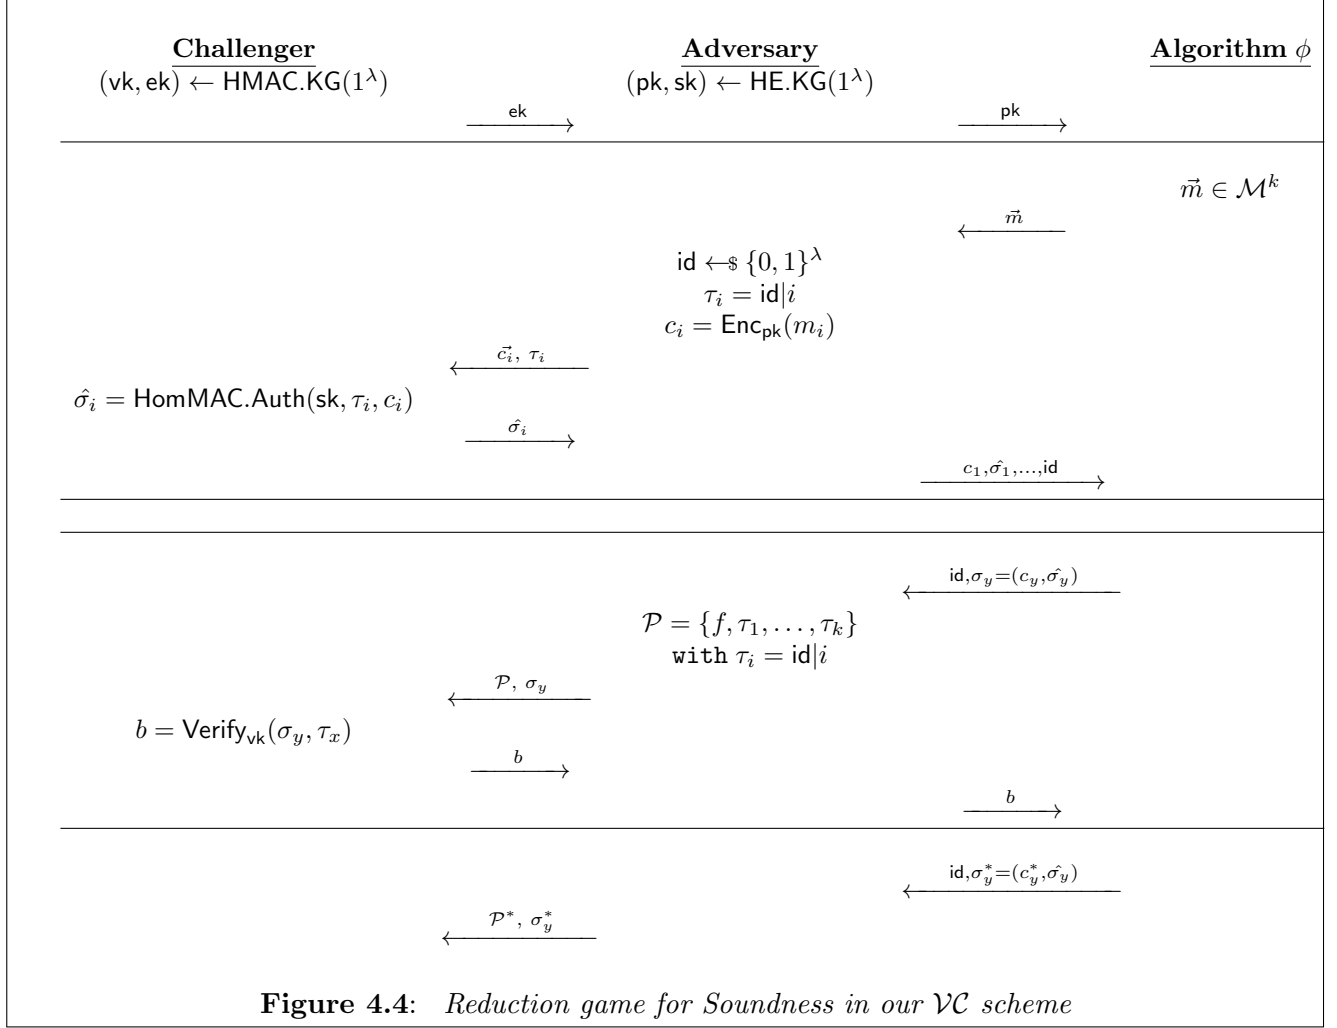 Challenger Adversary Algorithm ϕ
(vk, ek) ← HMAC.KG(1^λ) (pk, sk) ← HE.KG(1^λ)
ek pk
m⃗ ∈ ℳ^k
m⃗
id ←$ {0, 1}^λ
τ_i = id|i
c_i = Enc_pk(m_i)
c⃗_i, τ_i
σ̂_i = HomMAC.Auth(sk, τ_i, c_i)
σ̂_i
c_1,σ̂_1,...,id
id,σ_y=(c_y,σ̂_y)
𝒫 = {f, τ_1, . . . , τ_k}
with τ_i = id|i
𝒫, σ_y
b = Verify_vk(σ_y, τ_x)
b
b
id,σ_y^*=(c_y^*,σ̂_y)
𝒫^*, σ_y^*
Figure 4.4: Reduction game for Soundness in our 𝒱𝒞 scheme